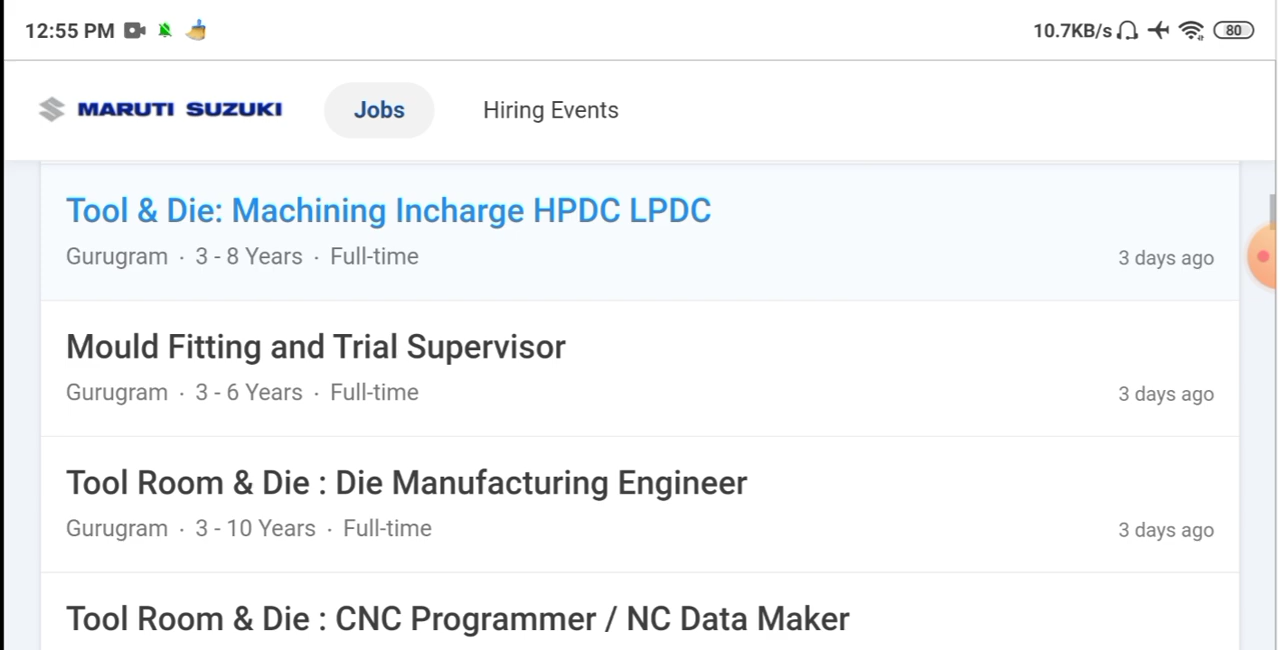 12:55 PM 10.7KB/s 80
MARUTI SUZUKI Jobs Hiring Events
Tool & Die: Machining Incharge HPDC LPDC
Gurugram · 3 - 8 Years · Full-time 3 days ago
Mould Fitting and Trial Supervisor
Gurugram · 3 - 6 Years · Full-time 3 days ago
Tool Room & Die : Die Manufacturing Engineer
Gurugram · 3 - 10 Years · Full-time 3 days ago
Tool Room & Die : CNC Programmer / NC Data Maker